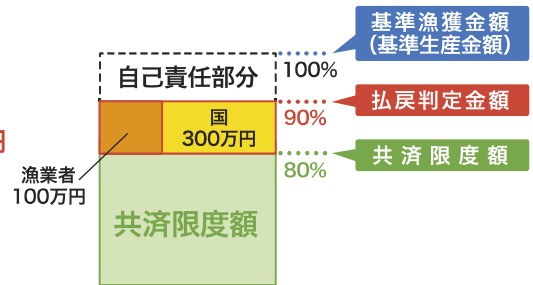 基準漁獲金額
(基準生産金額)
100%
自己責任部分
払戻判定金額
90%
国
300万円
円
共済限度額
80%
漁業者
100万円
共済限度額